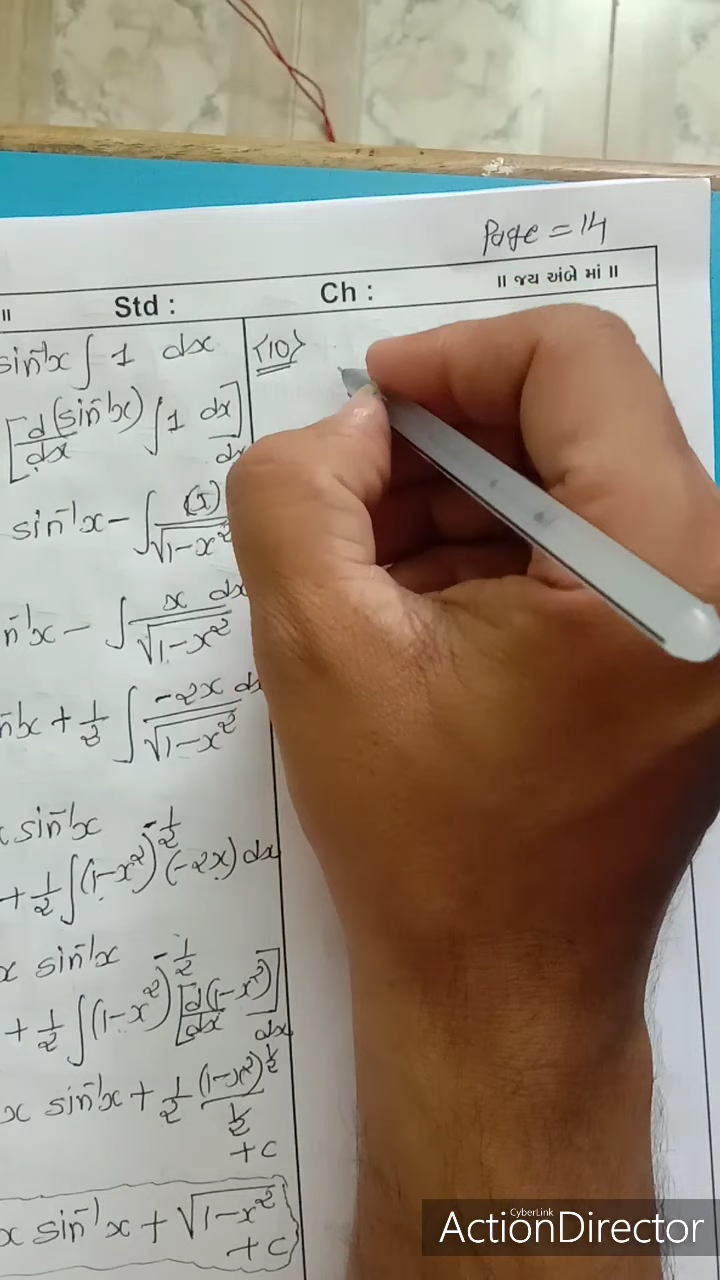 Page = 14
॥ Std : Ch : ॥ જય અંબે માં ॥
sin⁻¹x ∫ 1 dx
[d(sin⁻¹x)/dx ∫ 1 dx] dx
sin⁻¹x - ∫ (x)/√(1-x²)
n⁻¹x - ∫ x dx/√(1-x²)
n⁻¹x + 1/2 ∫ -2x dx/√(1-x²)
x sin⁻¹x
+ 1/2 ∫ (1-x²)^(-1/2) (-2x) dx
x sin⁻¹x
+ 1/2 ∫ (1-x²)^(-1/2) [d(1-x²)/dx] dx
x sin⁻¹x + 1/2 (1-x²)^(1/2)/(1/2)
+ c
x sin⁻¹x + √(1-x²)
+ c
<10>
CyberLink
ActionDirector